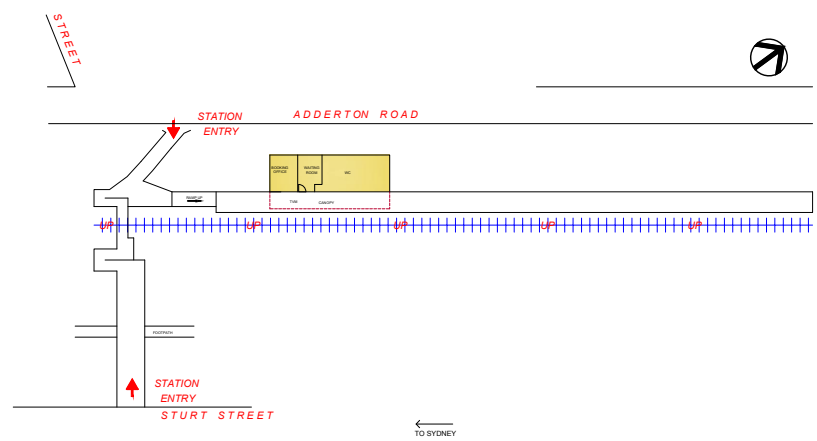 STREET
STATION
ENTRY
ADDERTON ROAD
BOOKING
OFFICE
WAITING
ROOM
WC
RAMP UP
TVM
CANOPY
UP
UP
UP
UP
UP
FOOTPATH
STATION
ENTRY
STURT STREET
TO SYDNEY